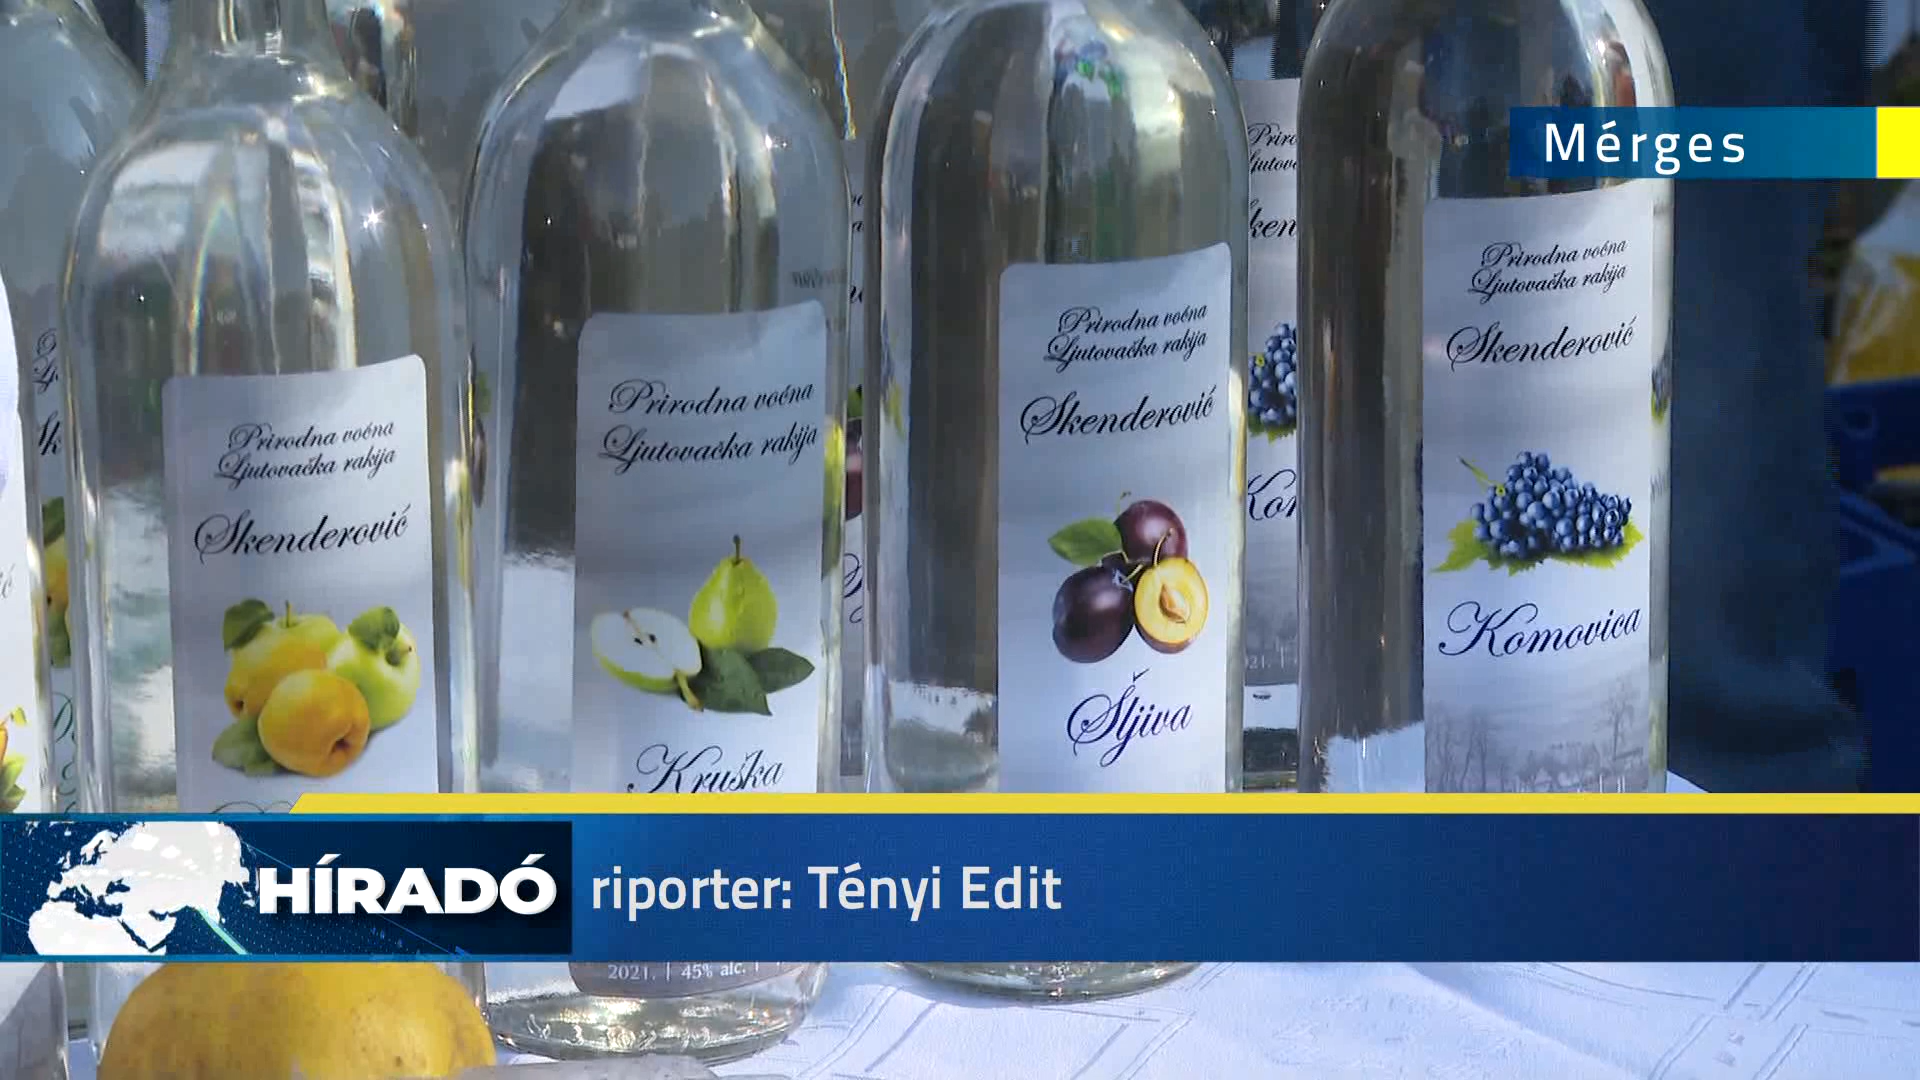 Mérges
Prirodna voćna
Ljutovačka rakija
Skenderović
Prirodna voćna
Ljutovačka rakija
Kruška
2021. | 45% alc. |
Prirodna voćna
Ljutovačka rakija
Skenderović
Šljiva
Prirodna voćna
Ljutovačka rakija
Skenderović
Komovica
HÍRADÓ
riporter: Tényi Edit